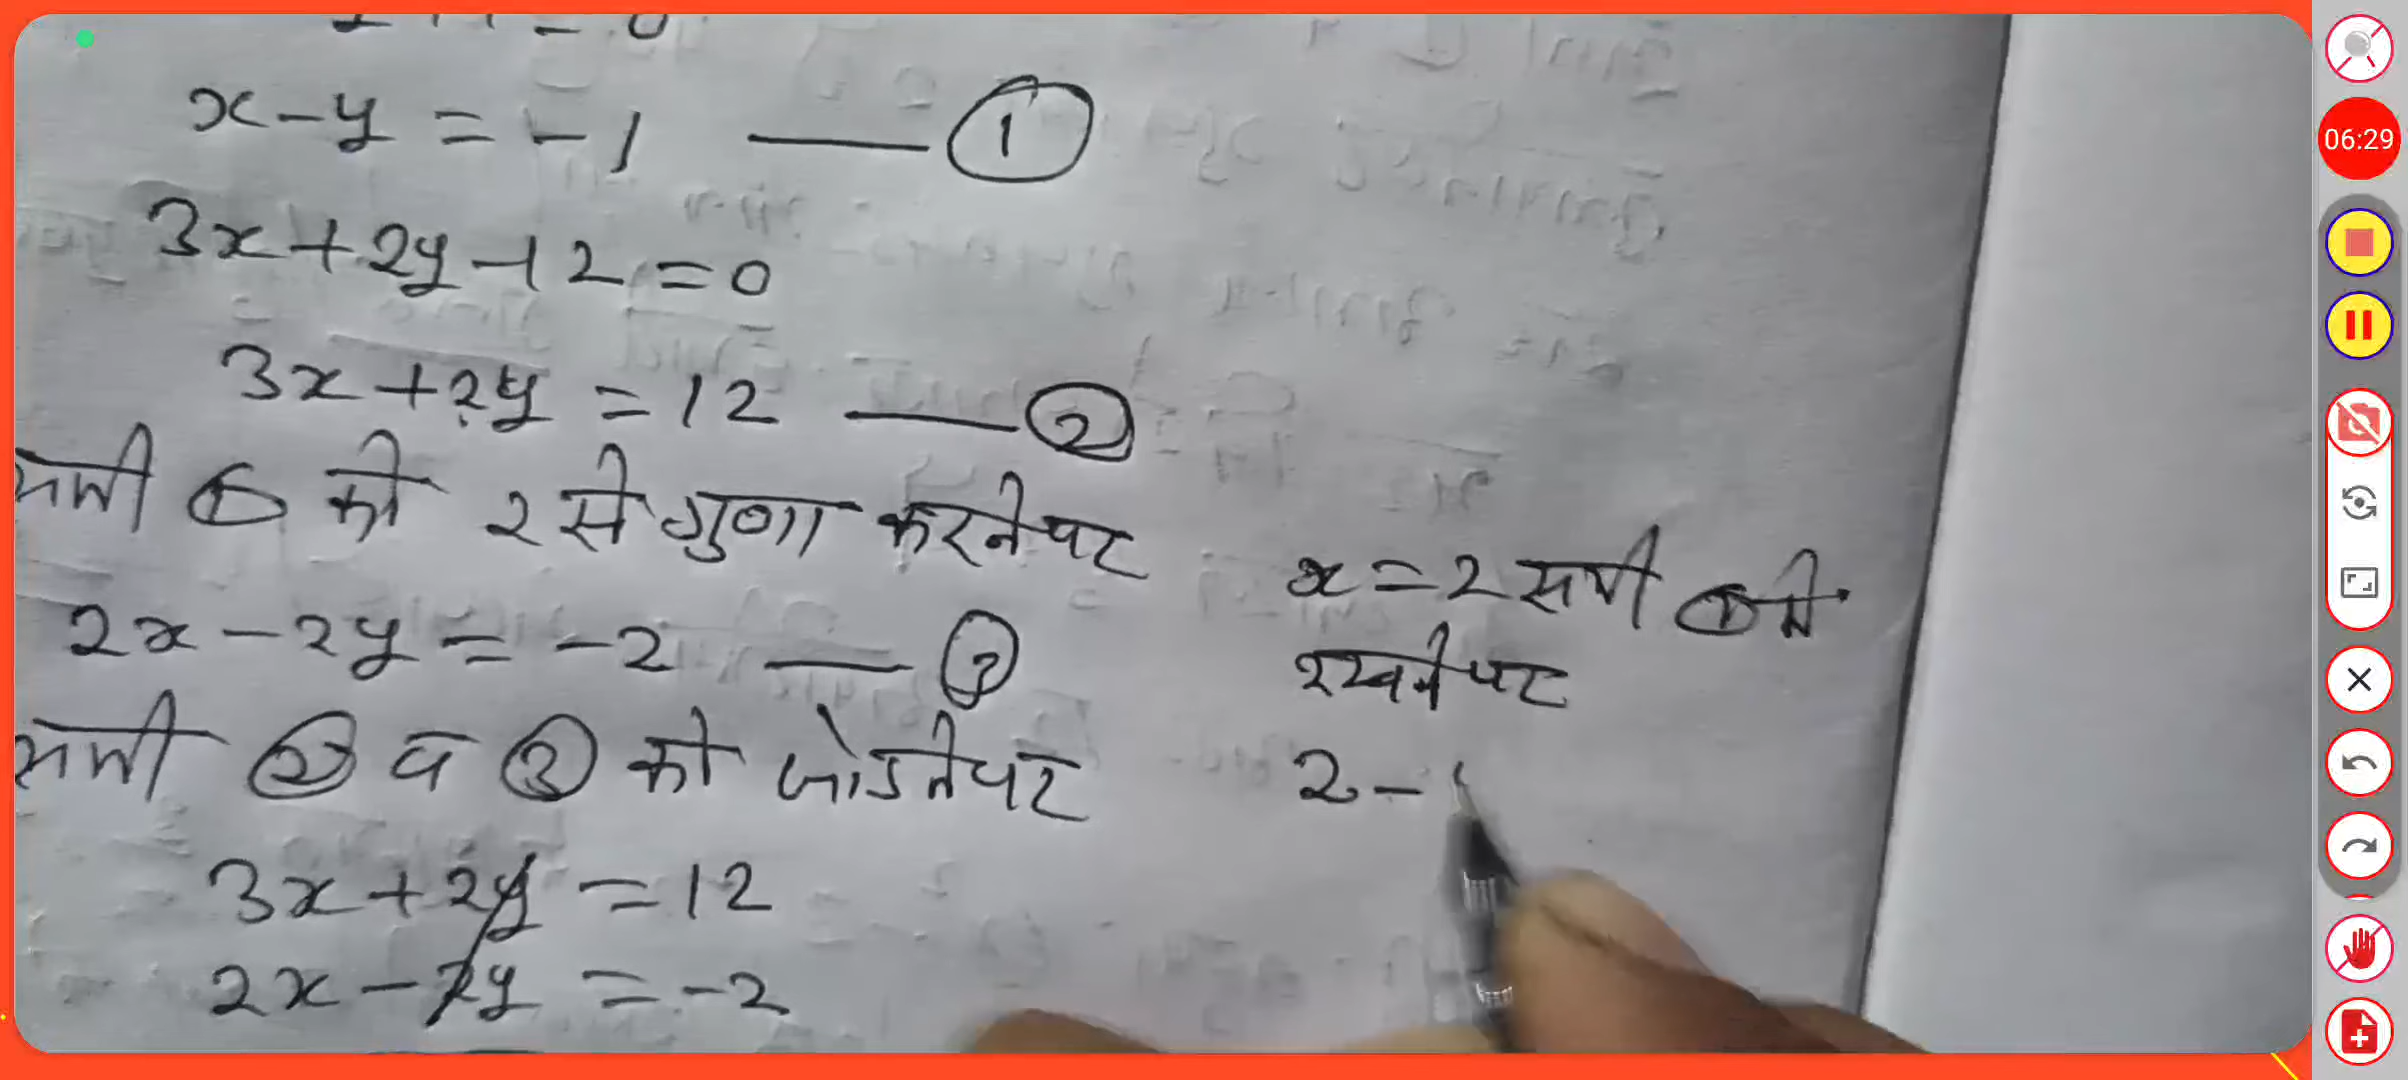 x - y = -1 —— ①
3x + 2y - 12 = 0
3x + 2y = 12 —— ②
समी ① को 2 से गुणा करनेपर
2x - 2y = -2 —— ③
समी ② व ③ को जोडनेपर
3x + 2y = 12
2x - 2y = -2
x = 2 समी ① मे
रखनेपर
2 -
06:29